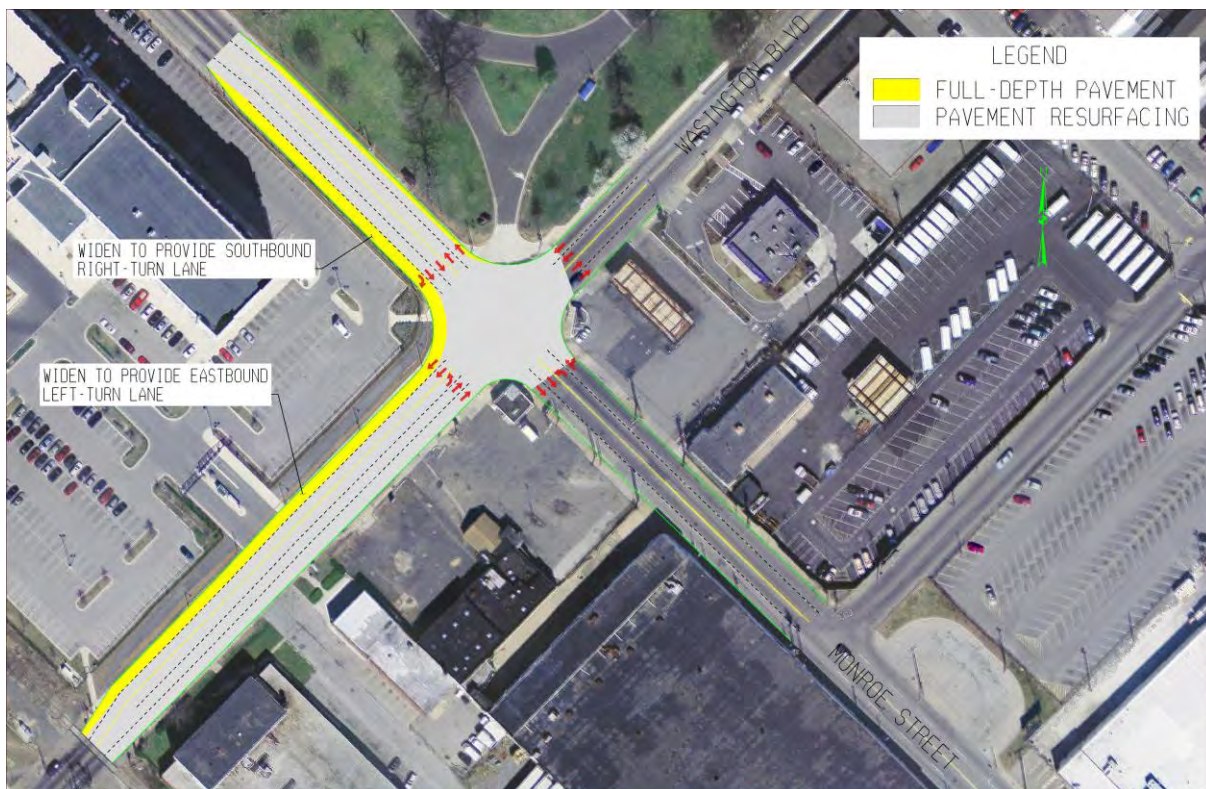 WASINGTON BLVD
LEGEND
FULL-DEPTH PAVEMENT
PAVEMENT RESURFACING
WIDEN TO PROVIDE SOUTHBOUND
RIGHT-TURN LANE
WIDEN TO PROVIDE EASTBOUND
LEFT-TURN LANE
MONROE STREET